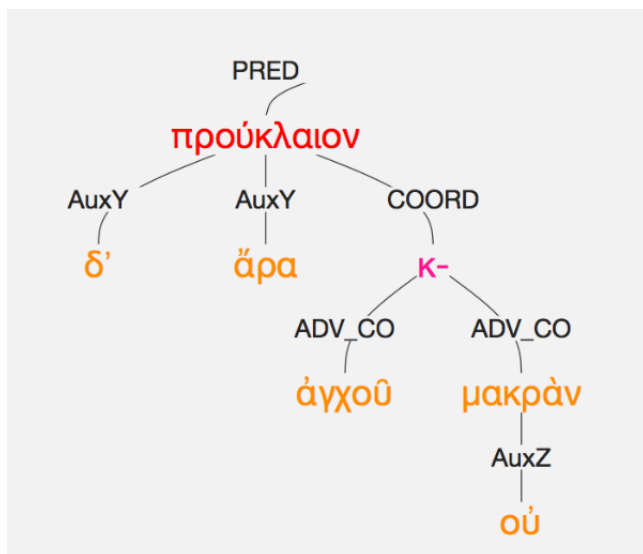 PRED
προύκλαιον
AuxY AuxY COORD
δ' ἄρα κ-
ADV_CO ADV_CO
ἀγχοῦ μακρὰν
AuxZ
οὐ